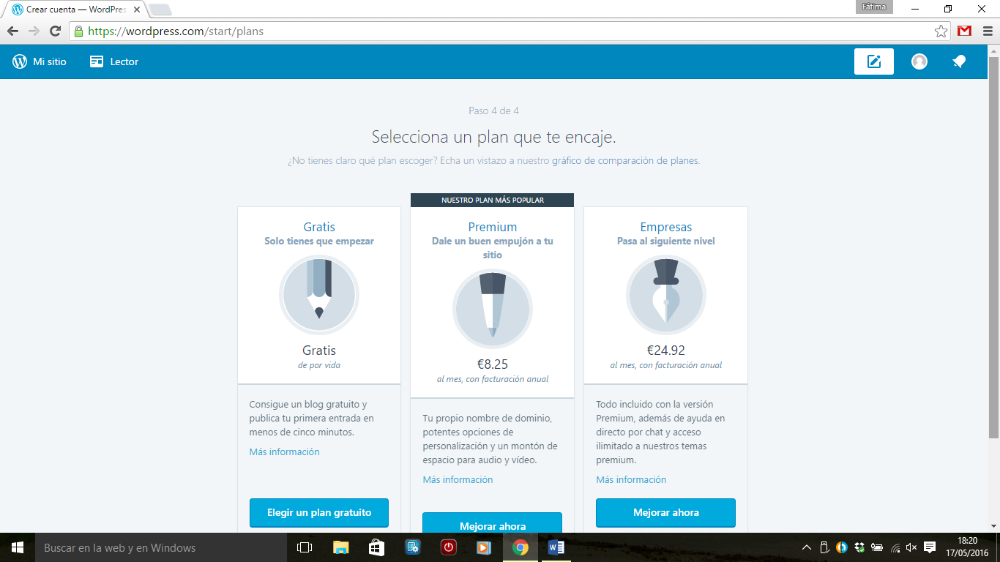 Crear cuenta — WordPres
Fátima
https://wordpress.com/start/plans
Mi sitio
Lector
Paso 4 de 4
Selecciona un plan que te encaje.
¿No tienes claro qué plan escoger? Echa un vistazo a nuestro gráfico de comparación de planes.
Gratis
Solo tienes que empezar
Gratis
de por vida
Consigue un blog gratuito y
publica tu primera entrada en
menos de cinco minutos.
Más información
Elegir un plan gratuito
NUESTRO PLAN MÁS POPULAR
Premium
Dale un buen empujón a tu
sitio
€8.25
al mes, con facturación anual
Tu propio nombre de dominio,
potentes opciones de
personalización y un montón de
espacio para audio y vídeo.
Más información
Mejorar ahora
Empresas
Pasa al siguiente nivel
€24.92
al mes, con facturación anual
Todo incluido con la versión
Premium, además de ayuda en
directo por chat y acceso
ilimitado a nuestros temas
premium.
Más información
Mejorar ahora
Buscar en la web y en Windows
18:20
17/05/2016